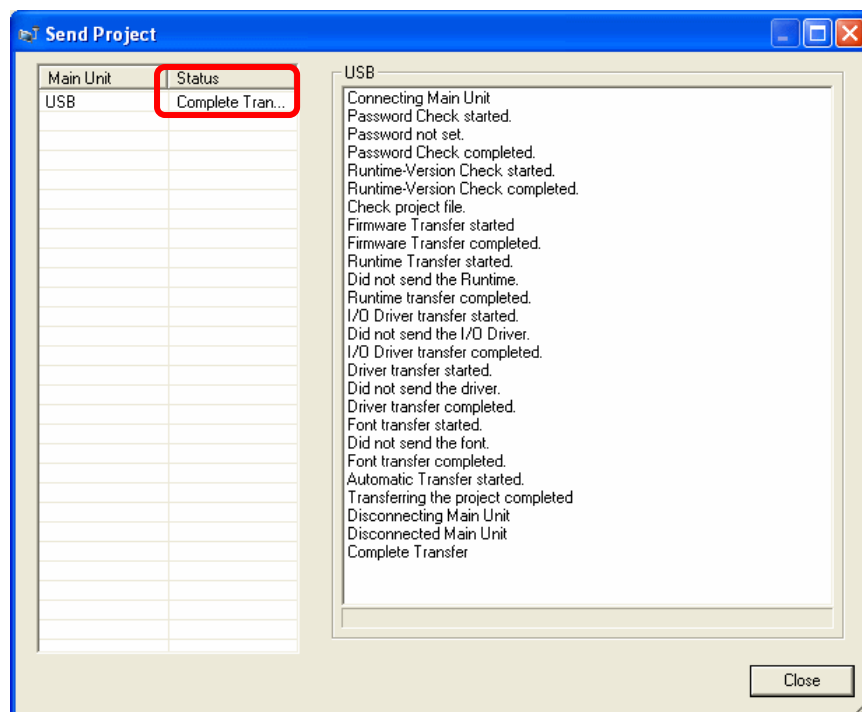 Send Project
Main Unit Status
USB Complete Tran...
USB
Connecting Main Unit
Password Check started.
Password not set.
Password Check completed.
Runtime-Version Check started.
Runtime-Version Check completed.
Check project file.
Firmware Transfer started
Firmware Transfer completed.
Runtime Transfer started.
Did not send the Runtime.
Runtime transfer completed.
I/O Driver transfer started.
Did not send the I/O Driver.
I/O Driver transfer completed.
Driver transfer started.
Did not send the driver.
Driver transfer completed.
Font transfer started.
Did not send the font.
Font transfer completed.
Automatic Transfer started.
Transferring the project completed
Disconnecting Main Unit
Disconnected Main Unit
Complete Transfer
Close